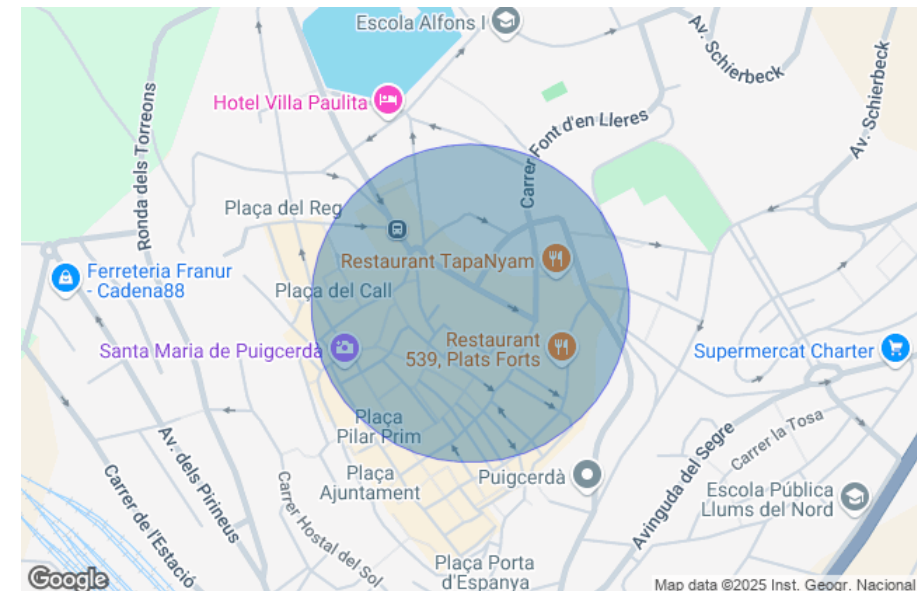 Escola Alfons I
Av. Schierbeck
Av. Schierbeck
Hotel Villa Paulita
Ronda dels Torreons
Carrer Font d'en Lleres
Plaça del Reg
Restaurant TapaNyam
Ferreteria Franur
- Cadena88
Plaça del Call
Santa Maria de Puigcerdà
Restaurant
539, Plats Forts
Supermercat Charter
Plaça
Pilar Prim
Carrer la Tosa
Av. dels Pirineus
Plaça
Ajuntament
Puigcerdà
Avinguda del Segre
Carrer de l'Estació
Carrer Hostal del Sol
Escola Pública
Llums del Nord
Plaça Porta
d'Espanya
Google
Map data ©2025 Inst. Geogr. Nacional